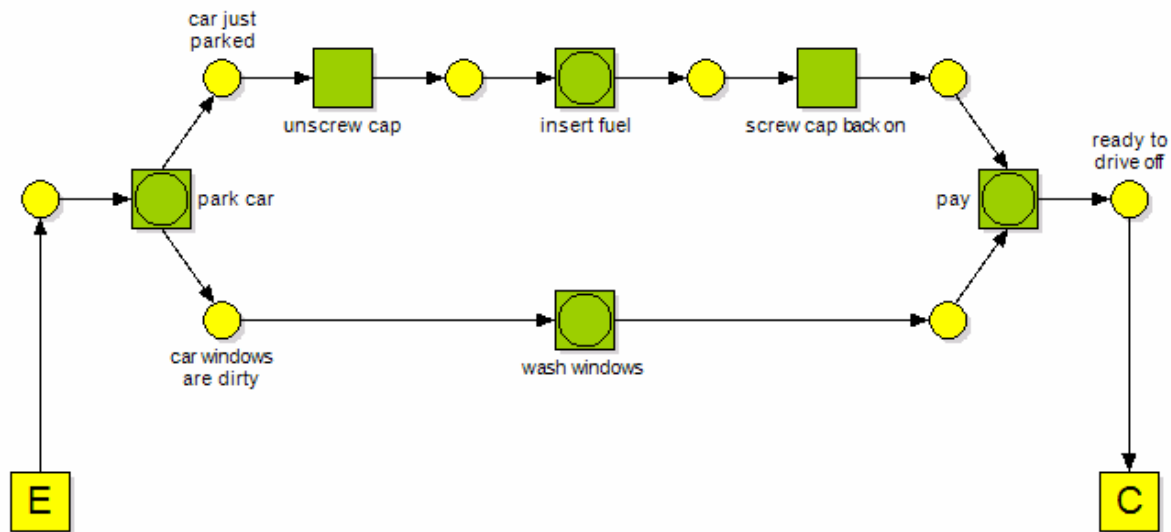 car just
parked
unscrew cap
insert fuel
screw cap back on
ready to
drive off
park car
pay
car windows
are dirty
wash windows
E
C